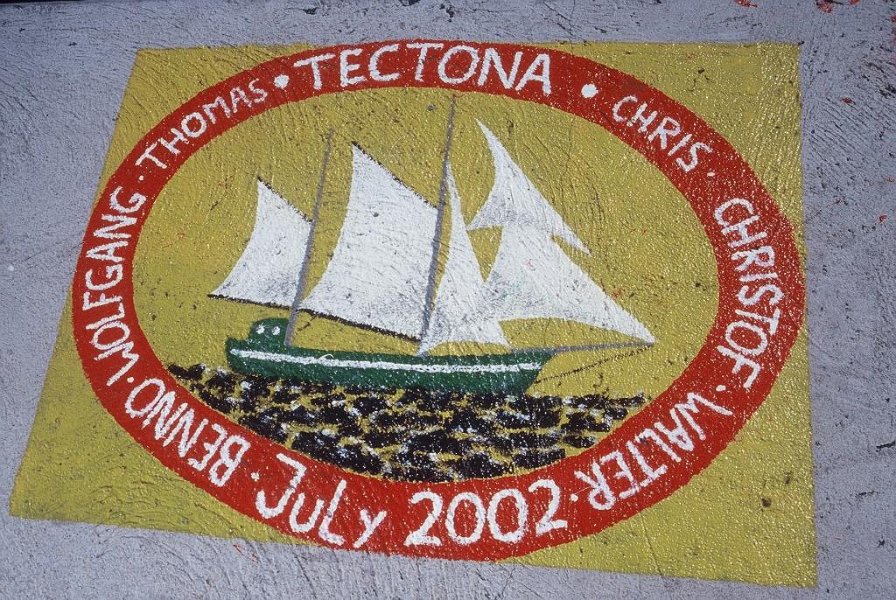 TECTONA
CHRIS · CHRISTOF · WALTER
July 2002
BENNO · WOLFGANG · THOMAS